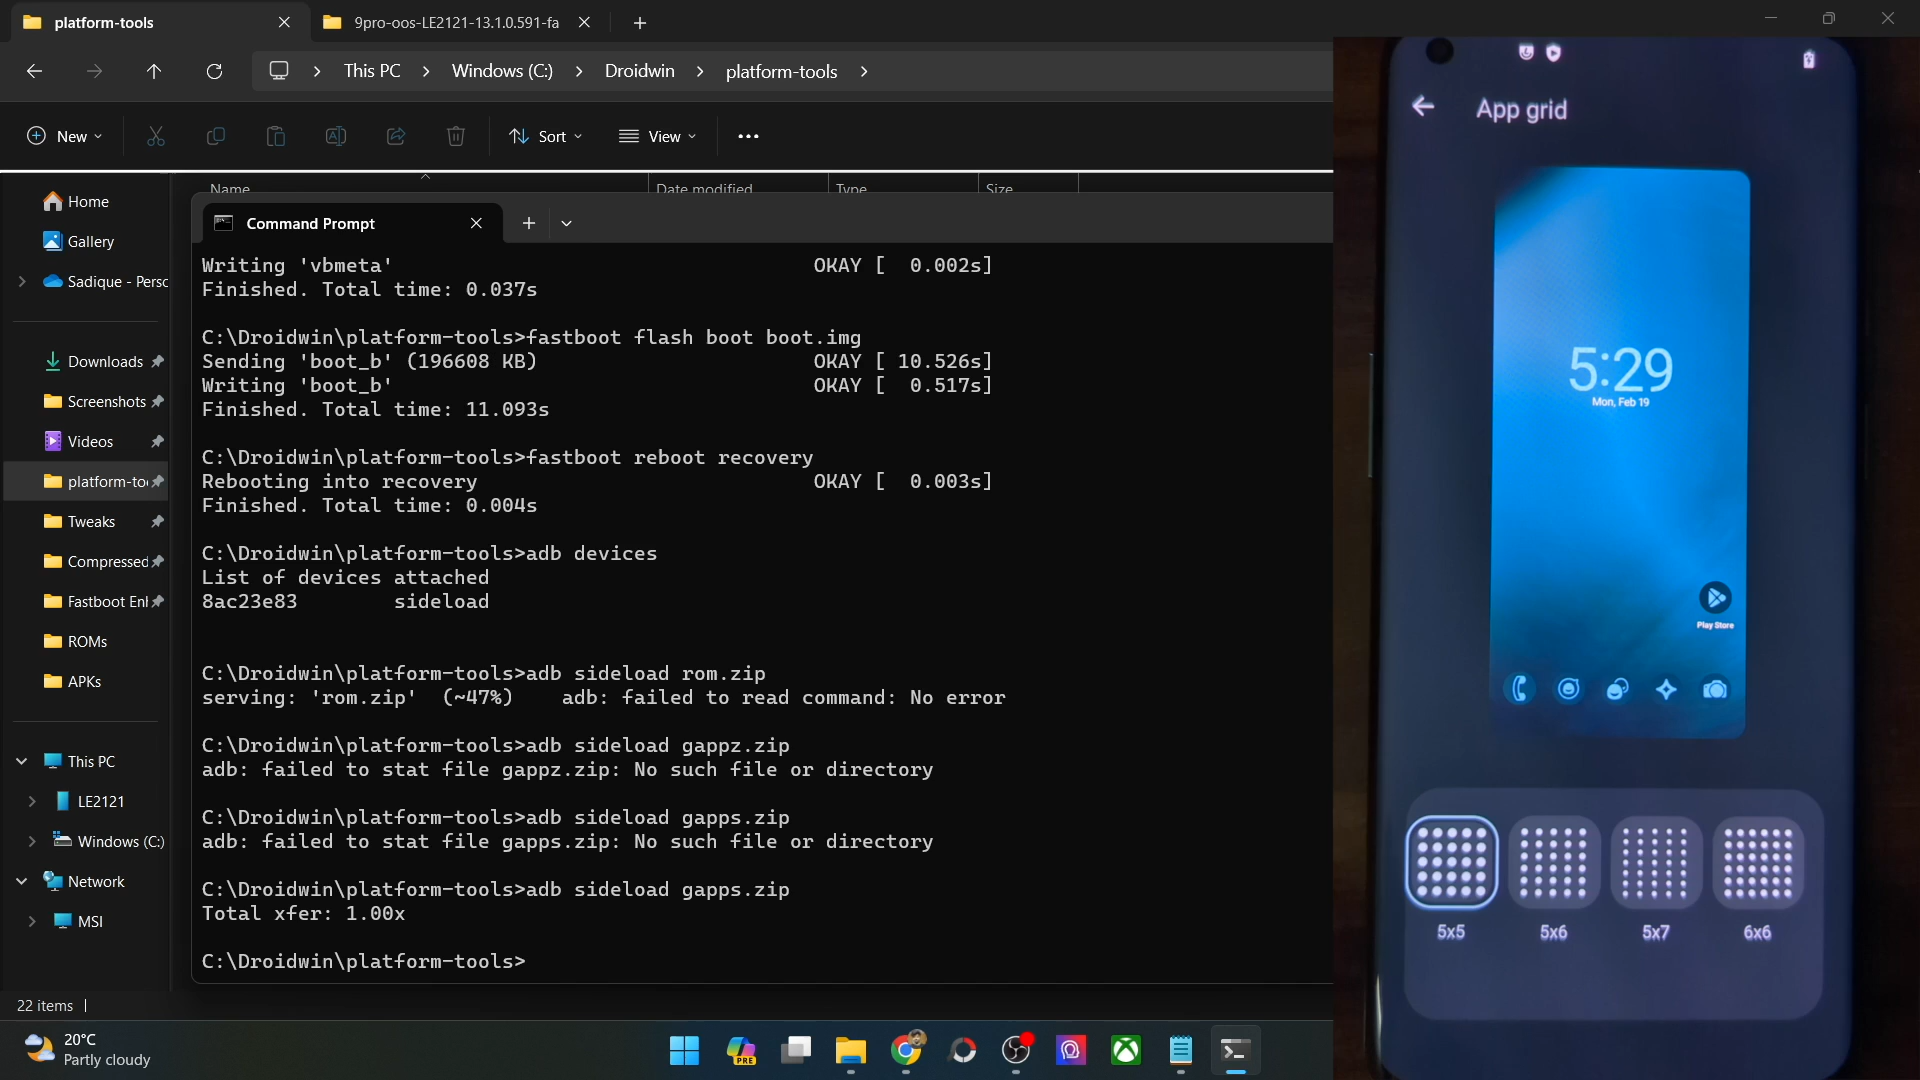 platform-tools
9pro-oos-LE2121-13.1.0.591-fa
This PC
Windows (C:)
Droidwin
platform-tools
New
Sort
View
Name
Date modified
Type
Size
Home
Gallery
Sadique - Persc
Downloads
Screenshots
Videos
platform-too
Tweaks
Compressed
Fastboot Enl
ROMs
APKs
This PC
LE2121
Windows (C:)
Network
MSI
22 items
Command Prompt
Writing 'vbmeta' OKAY [ 0.002s]
Finished. Total time: 0.037s
C:\Droidwin\platform-tools>fastboot flash boot boot.img
Sending 'boot_b' (196608 KB) OKAY [ 10.526s]
Writing 'boot_b' OKAY [ 0.517s]
Finished. Total time: 11.093s
C:\Droidwin\platform-tools>fastboot reboot recovery
Rebooting into recovery OKAY [ 0.003s]
Finished. Total time: 0.004s
C:\Droidwin\platform-tools>adb devices
List of devices attached
8ac23e83 sideload
C:\Droidwin\platform-tools>adb sideload rom.zip
serving: 'rom.zip' (~47%) adb: failed to read command: No error
C:\Droidwin\platform-tools>adb sideload gappz.zip
adb: failed to stat file gappz.zip: No such file or directory
C:\Droidwin\platform-tools>adb sideload gapps.zip
adb: failed to stat file gapps.zip: No such file or directory
C:\Droidwin\platform-tools>adb sideload gapps.zip
Total xfer: 1.00x
C:\Droidwin\platform-tools>
App grid
5:29
Mon, Feb 19
Play Store
5x5
5x6
5x7
6x6
20°C
Partly cloudy
PRE